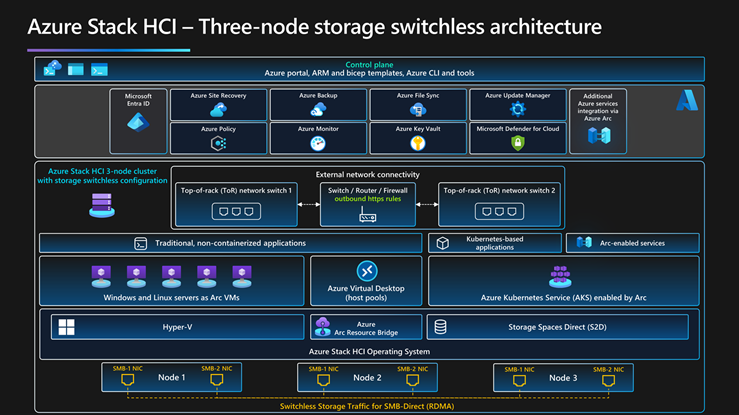 Azure Stack HCI – Three-node storage switchless architecture
Control plane
Azure portal, ARM and bicep templates, Azure CLI and tools
Microsoft
Entra ID
Azure Site Recovery
Azure Backup
Azure File Sync
Azure Update Manager
Additional
Azure services
integration via
Azure Arc
Azure Policy
Azure Monitor
Azure Key Vault
Microsoft Defender for Cloud
Azure Stack HCI 3-node cluster
with storage switchless configuration
External network connectivity
Top-of-rack (ToR) network switch 1
Switch / Router / Firewall
outbound https rules
Top-of-rack (ToR) network switch 2
Traditional, non-containerized applications
Kubernetes-based
applications
Arc-enabled services
Windows and Linux servers as Arc VMs
Azure Virtual Desktop
(host pools)
Azure Kubernetes Service (AKS) enabled by Arc
Hyper-V
Azure
Arc Resource Bridge
Storage Spaces Direct (S2D)
Azure Stack HCI Operating System
SMB-1 NIC
Node 1
SMB-2 NIC
SMB-1 NIC
Node 2
SMB-2 NIC
SMB-1 NIC
Node 3
SMB-2 NIC
Switchless Storage Traffic for SMB-Direct (RDMA)